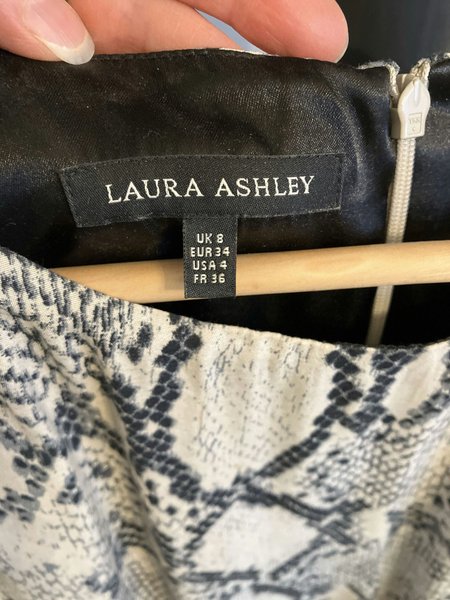 LAURA ASHLEY
UK 8
EUR 34
USA 4
FR 36